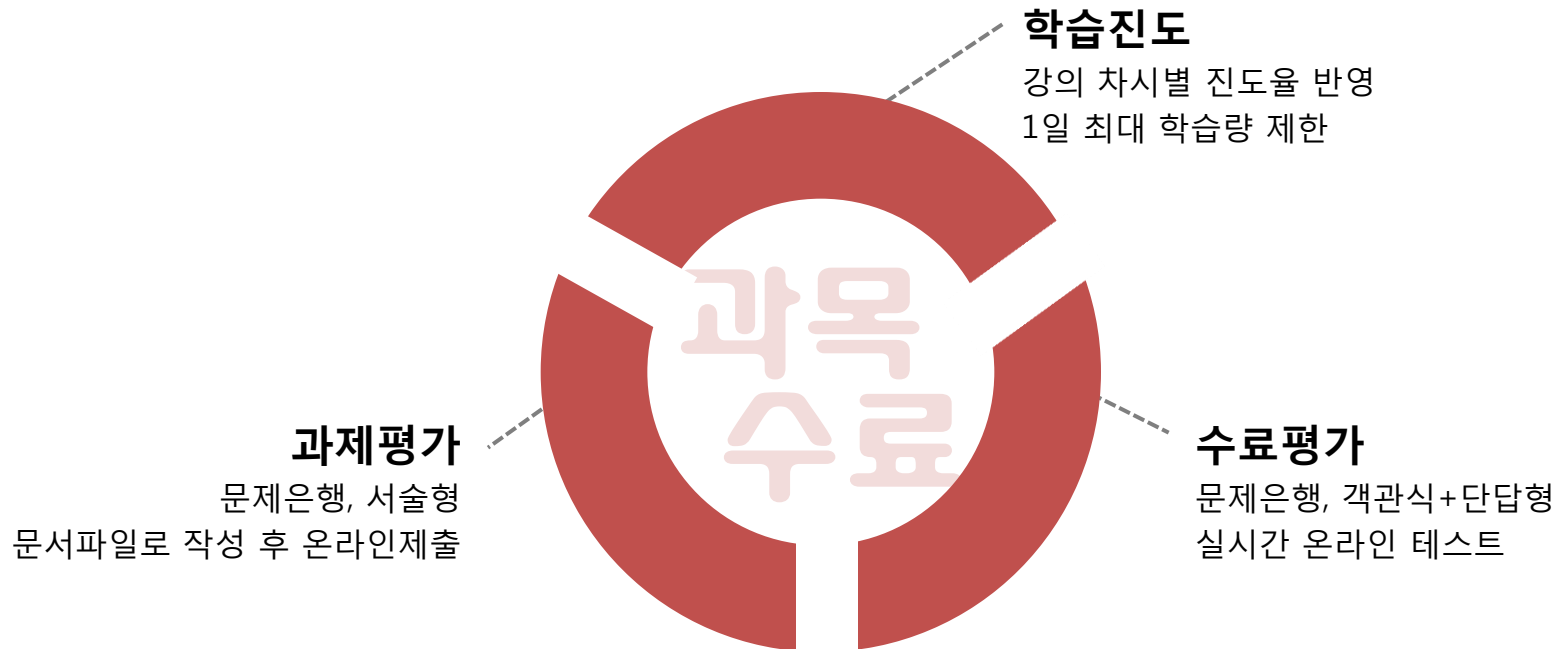 학습진도
강의 차시별 진도율 반영
1일 최대 학습량 제한
과목
수료
과제평가
문제은행, 서술형
문서파일로 작성 후 온라인제출
수료평가
문제은행, 객관식+단답형
실시간 온라인 테스트